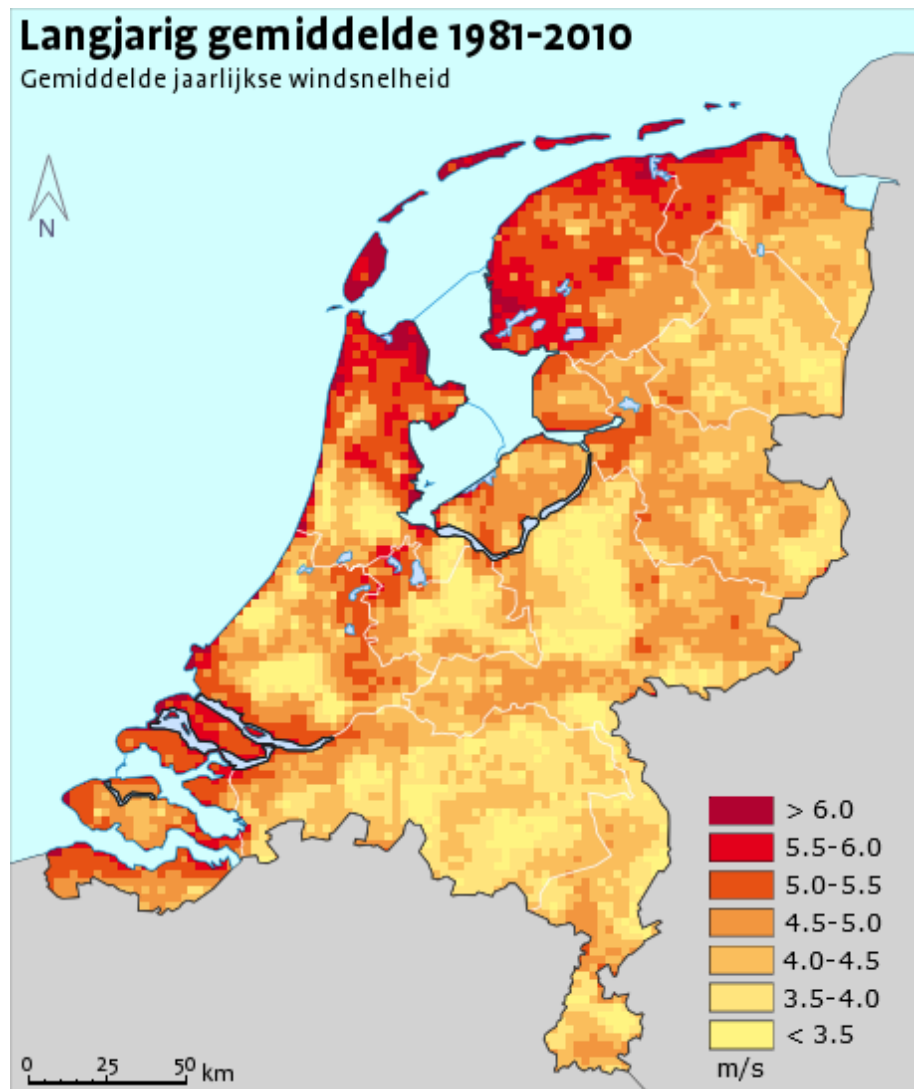 Langjarig gemiddelde 1981-2010
Gemiddelde jaarlijkse windsnelheid
N
> 6.0
5.5-6.0
5.0-5.5
4.5-5.0
4.0-4.5
3.5-4.0
< 3.5
m/s
0 25 50 km